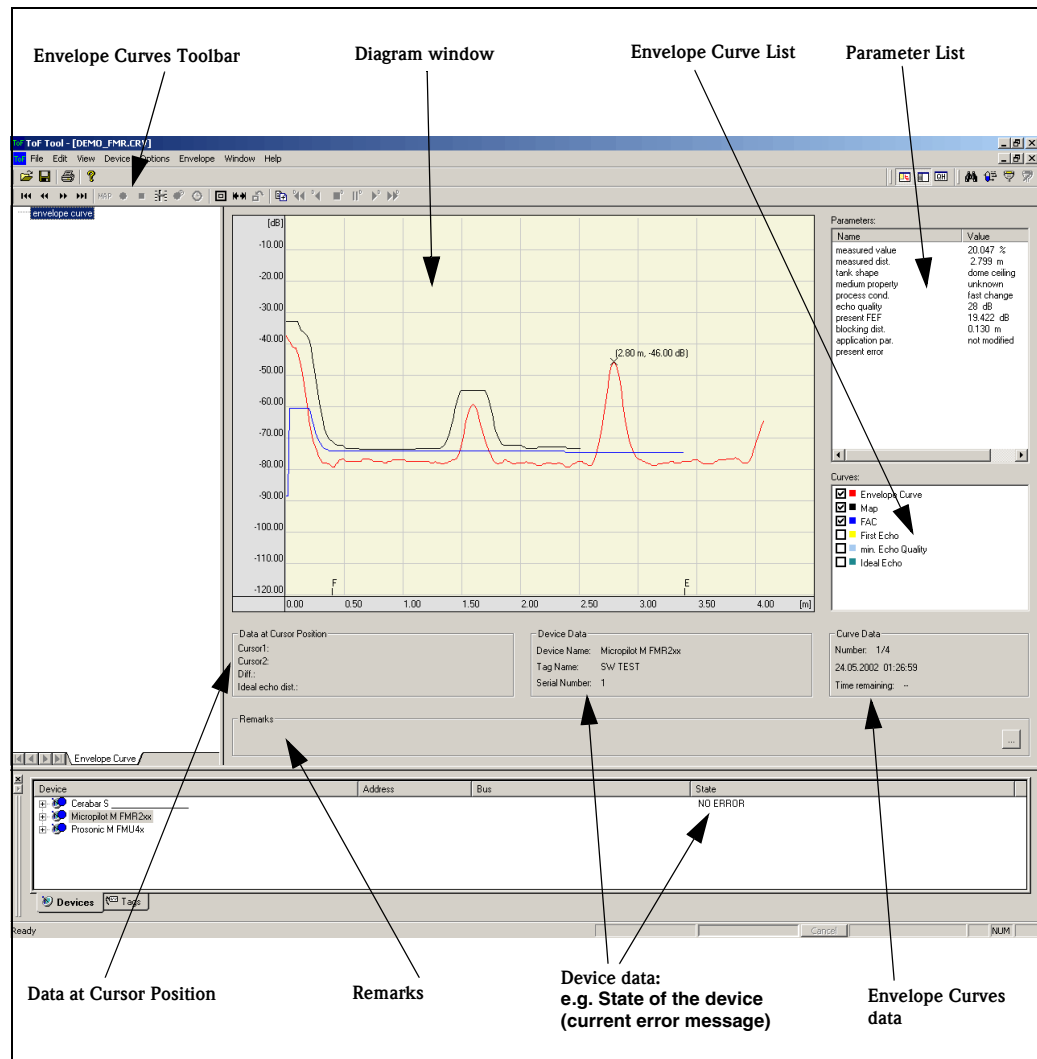 Envelope Curves Toolbar
Diagram window
Envelope Curve List
Parameter List
ToF Tool - [DEMO_FMR.CRV]
File Edit View Device Options Envelope Window Help
MAP
envelope curve
[dB]
-10.00
-20.00
-30.00
-40.00
-50.00
-60.00
-70.00
-80.00
-90.00
-100.00
-110.00
-120.00
(2.80 m, -46.00 dB)
F
E
0.00 0.50 1.00 1.50 2.00 2.50 3.00 3.50 4.00 [m]
Parameters:
Name Value
measured value 20.047 %
measured dist. 2.799 m
tank shape dome ceiling
medium property unknown
process cond. fast change
echo quality 28 dB
present FEF 19.422 dB
blocking dist. 0.130 m
application par. not modified
present error
Curves:
Envelope Curve
Map
FAC
First Echo
min. Echo Quality
Ideal Echo
Data at Cursor Position
Cursor1:
Cursor2:
Diff.:
Ideal echo dist.:
Device Data
Device Name: Micropilot M FMR2xx
Tag Name: SW TEST
Serial Number: 1
Curve Data
Number: 1/4
24.05.2002 01:26:59
Time remaining: --
Remarks
...
Envelope Curve
Device Address Bus State
Cerabar S NO ERROR
Micropilot M FMR2xx
Prosonic M FMU4x
Devices Tags
Ready
Cancel
NUM
Data at Cursor Position
Remarks
Device data:
e.g. State of the device
(current error message)
Envelope Curves
data